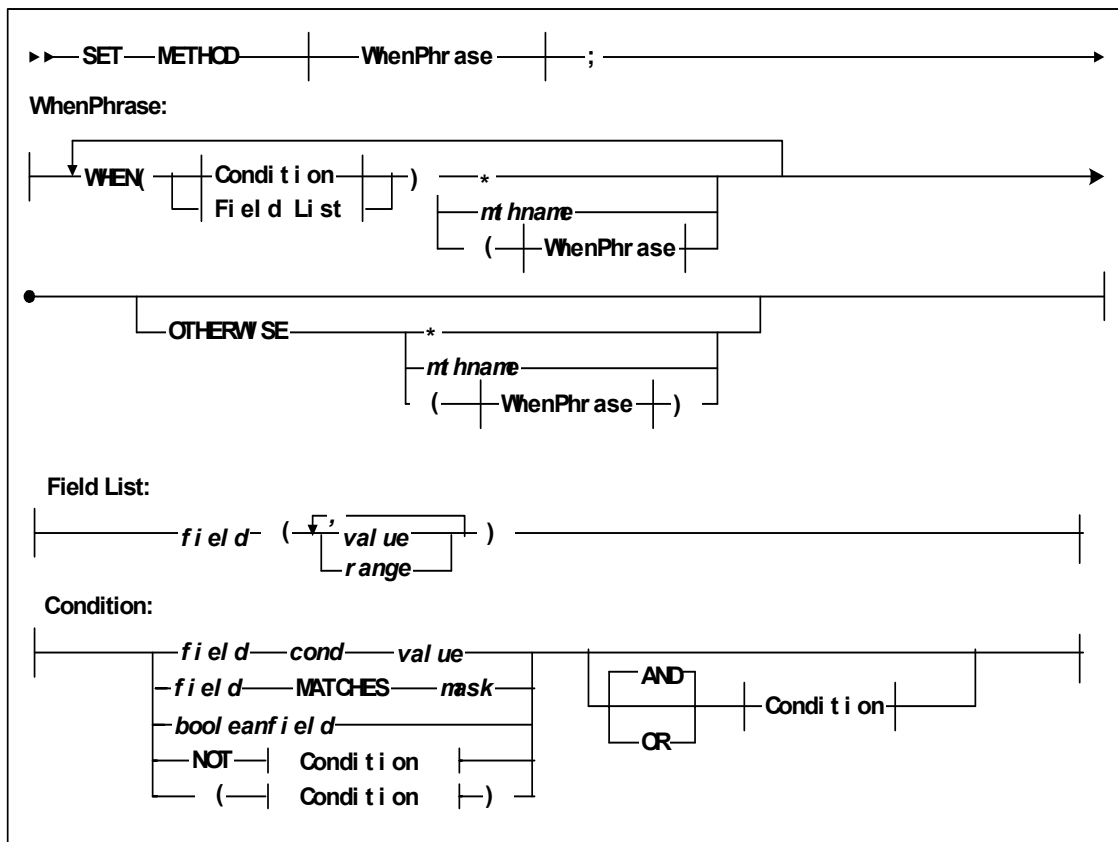 SET METHOD WhenPhrase ;
WhenPhrase:
WHEN( Condition ) *
Field List mthname
( WhenPhrase
OTHERWISE *
mthname
( WhenPhrase )
Field List:
,
field ( value )
range
Condition:
field cond value
field MATCHES mask AND
booleanfield Condition
NOT Condition OR
( Condition )